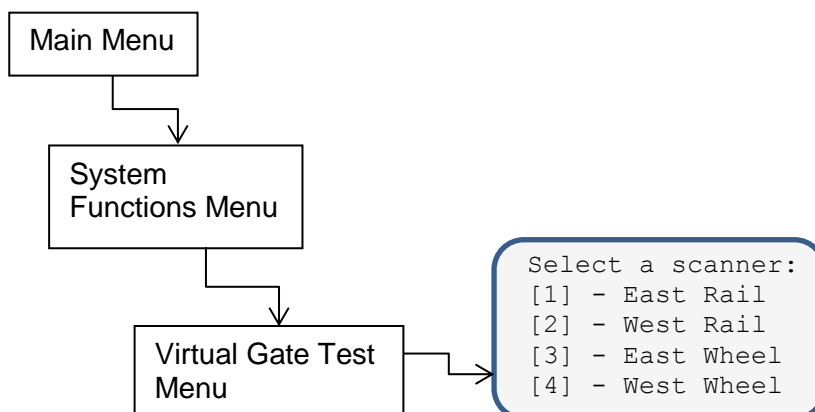 Main Menu
System
Functions Menu
Virtual Gate Test
Menu
Select a scanner:
[1] - East Rail
[2] - West Rail
[3] - East Wheel
[4] - West Wheel